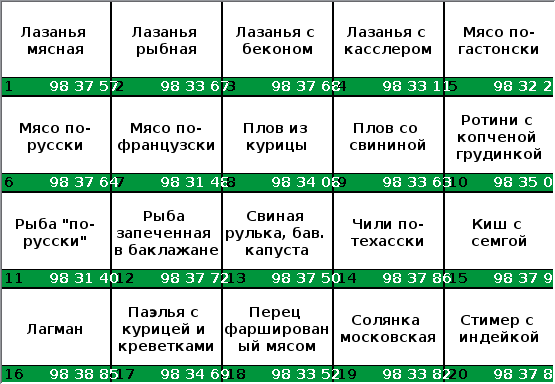 Лазанья мясная
Лазанья рыбная
Лазанья с беконом
Лазанья с касслером
Мясо по-гастонски
1 98 37 57
2 98 33 67
3 98 37 68
4 98 33 11
5 98 32 2
Мясо по-русски
Мясо по-французски
Плов из курицы
Плов со свининой
Ротини с копченой грудинкой
6 98 37 64
7 98 31 48
8 98 34 08
9 98 33 63
10 98 35 0
Рыба "по-русски"
Рыба запеченная в баклажане
Свиная рулька, бав. капуста
Чили по-техасски
Киш с семгой
11 98 31 40
12 98 37 72
13 98 37 50
14 98 37 86
15 98 37 9
Лагман
Паэлья с курицей и креветками
Перец фарширован ый мясом
Солянка московская
Стимер с индейкой
16 98 38 85
17 98 34 69
18 98 33 52
19 98 33 82
20 98 37 8